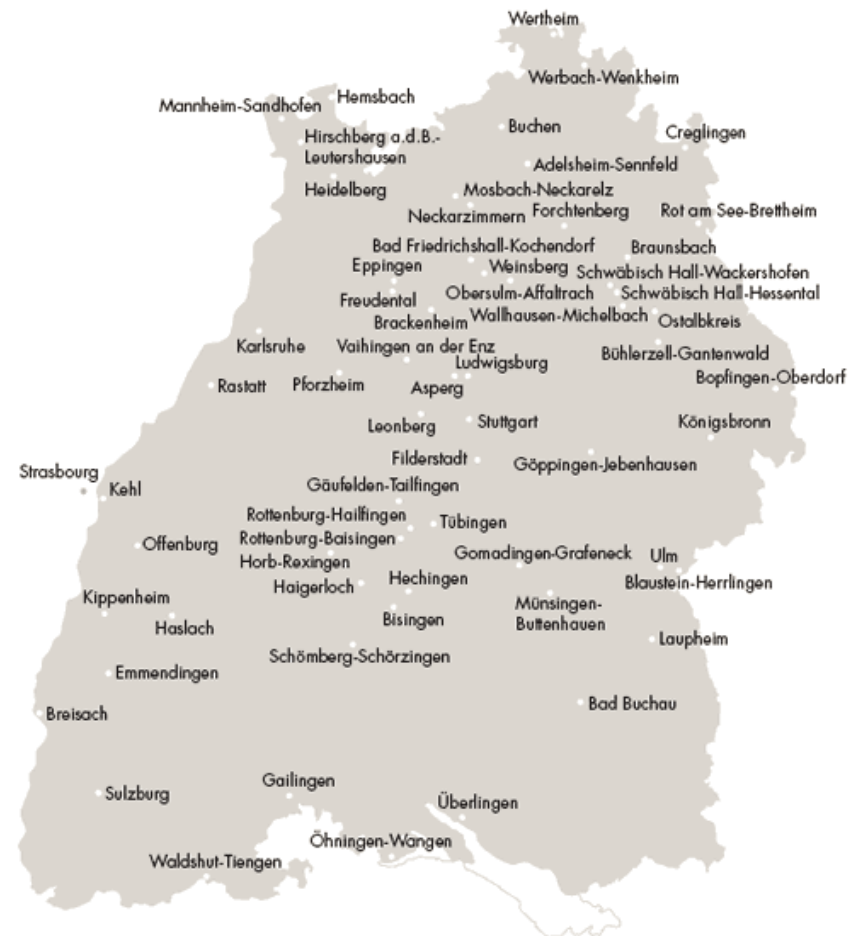 Wertheim
Werbach-Wenkheim
Hemsbach
Mannheim-Sandhofen
Buchen
Creglingen
Hirschberg a.d.B.-
Leutershausen
Adelsheim-Sennfeld
Heidelberg
Mosbach-Neckarelz
Neckarzimmern
Forchtenberg
Rot am See-Brettheim
Bad Friedrichshall-Kochendorf
Braunsbach
Eppingen
Weinsberg
Schwäbisch Hall-Wackershofen
Freudental
Obersulm-Affaltrach
Schwäbisch Hall-Hessental
Brackenheim
Wallhausen-Michelbach
Ostalbkreis
Karlsruhe
Vaihingen an der Enz
Bühlerzell-Gantenwald
Ludwigsburg
Bopfingen-Oberdorf
Rastatt
Pforzheim
Asperg
Leonberg
Stuttgart
Königsbronn
Filderstadt
Göppingen-Jebenhausen
Strasbourg
Kehl
Gäufelden-Tailfingen
Rottenburg-Hailfingen
Tübingen
Rottenburg-Baisingen
Offenburg
Gomadingen-Grafeneck
Ulm
Horb-Rexingen
Hechingen
Blaustein-Herrlingen
Haigerloch
Kippenheim
Münsingen-
Buttenhausen
Bisingen
Haslach
Laupheim
Schömberg-Schörzingen
Emmendingen
Bad Buchau
Breisach
Gailingen
Sulzburg
Überlingen
Öhningen-Wangen
Waldshut-Tiengen